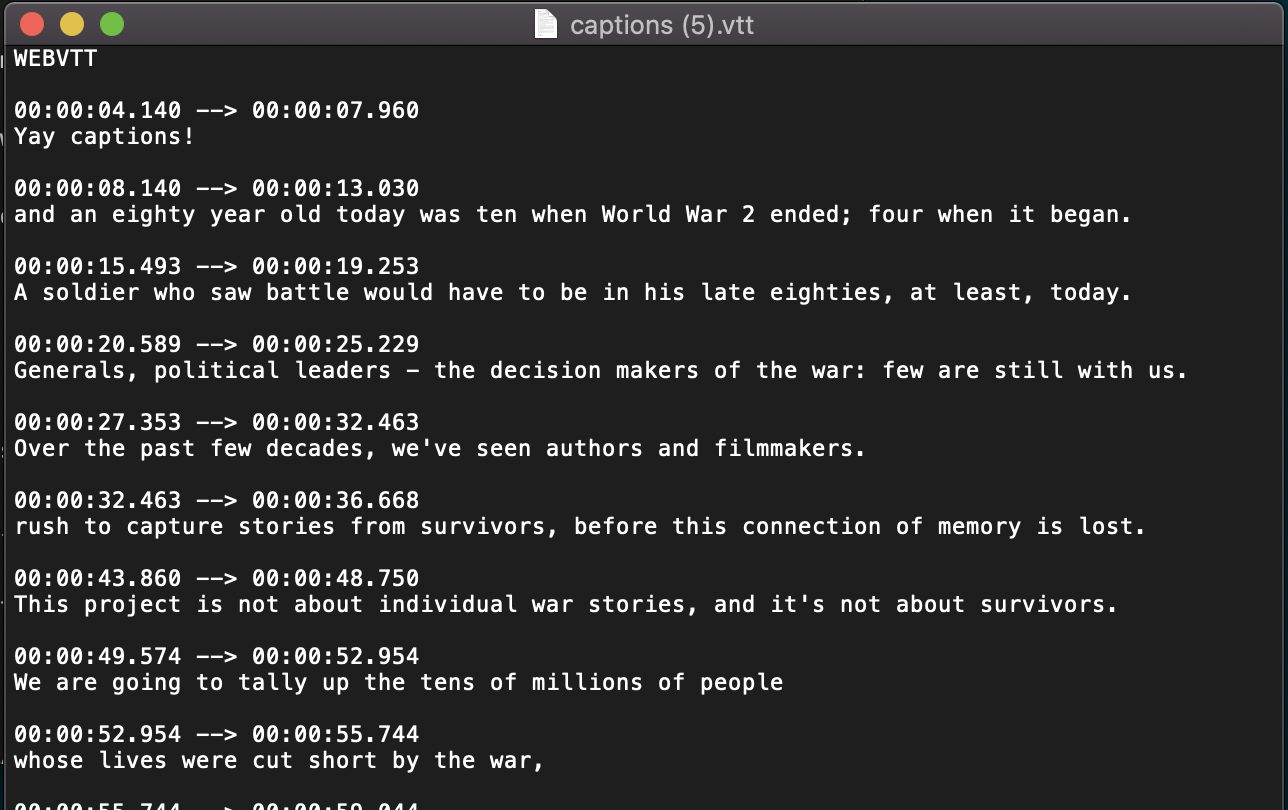 captions (5).vtt
WEBVTT
00:00:04.140 --> 00:00:07.960
Yay captions!
00:00:08.140 --> 00:00:13.030
and an eighty year old today was ten when World War 2 ended; four when it began.
00:00:15.493 --> 00:00:19.253
A soldier who saw battle would have to be in his late eighties, at least, today.
00:00:20.589 --> 00:00:25.229
Generals, political leaders – the decision makers of the war: few are still with us.
00:00:27.353 --> 00:00:32.463
Over the past few decades, we've seen authors and filmmakers.
00:00:32.463 --> 00:00:36.668
rush to capture stories from survivors, before this connection of memory is lost.
00:00:43.860 --> 00:00:48.750
This project is not about individual war stories, and it's not about survivors.
00:00:49.574 --> 00:00:52.954
We are going to tally up the tens of millions of people
00:00:52.954 --> 00:00:55.744
whose lives were cut short by the war,
00:00:55.744 --> 00:00:59.044